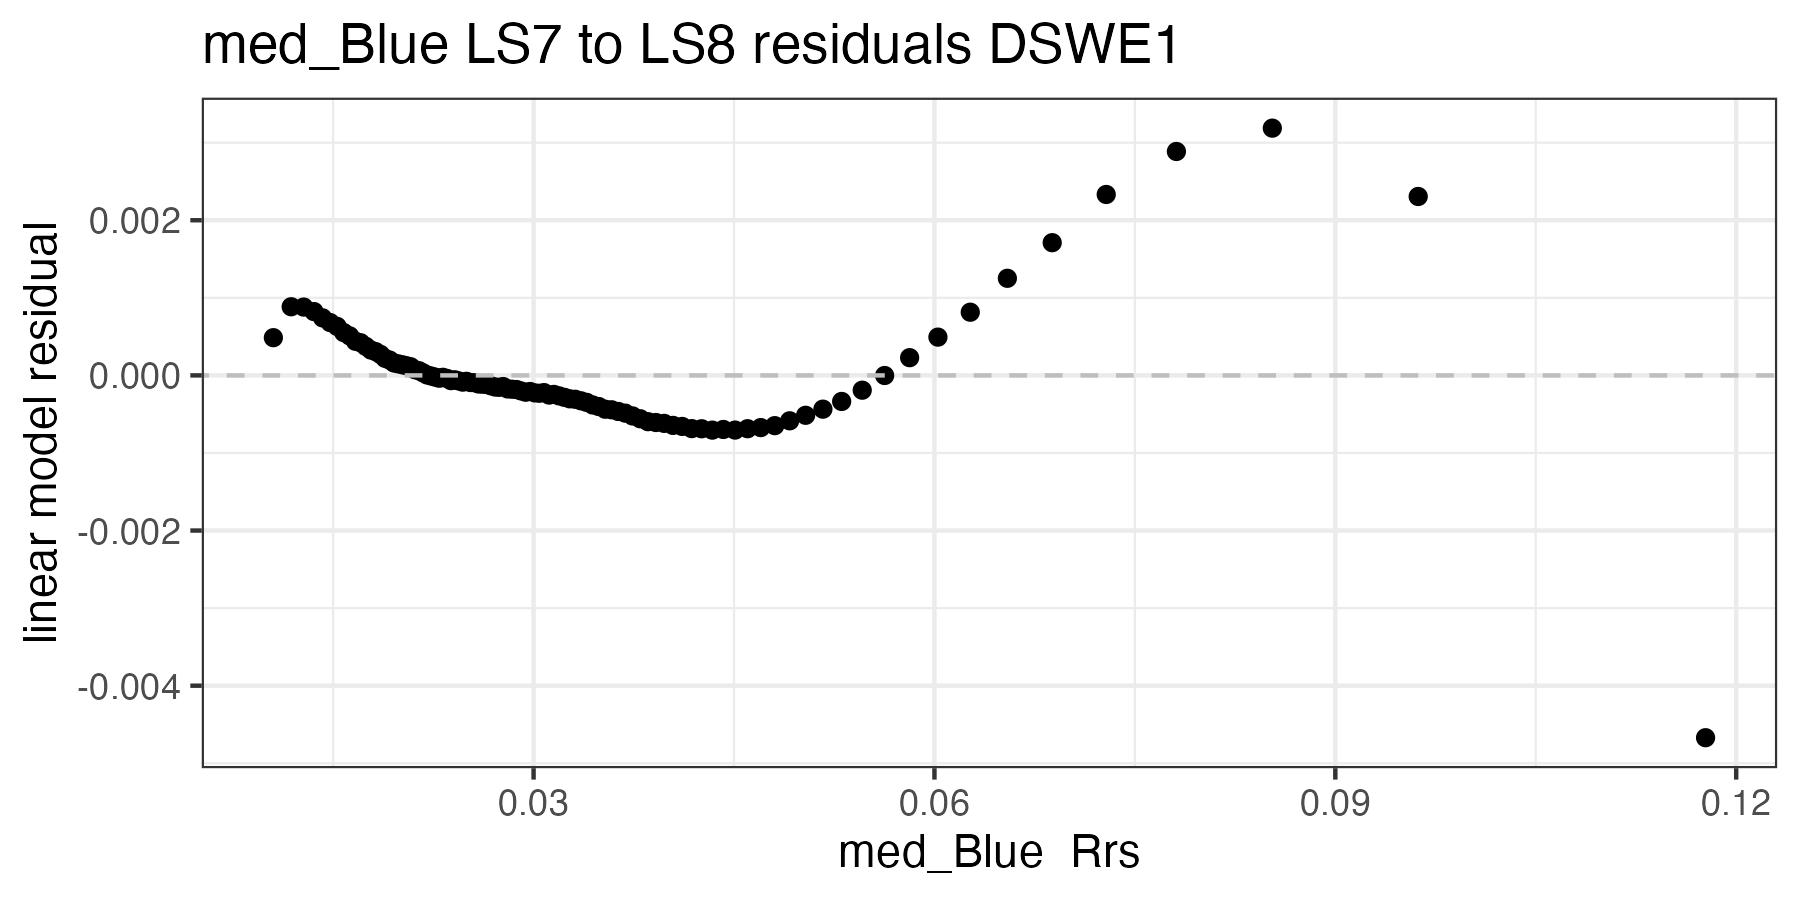 med_Blue LS7 to LS8 residuals DSWE1
linear model residual
0.002
0.000
-0.002
-0.004
0.03
0.06
0.09
0.12
med_Blue  Rrs